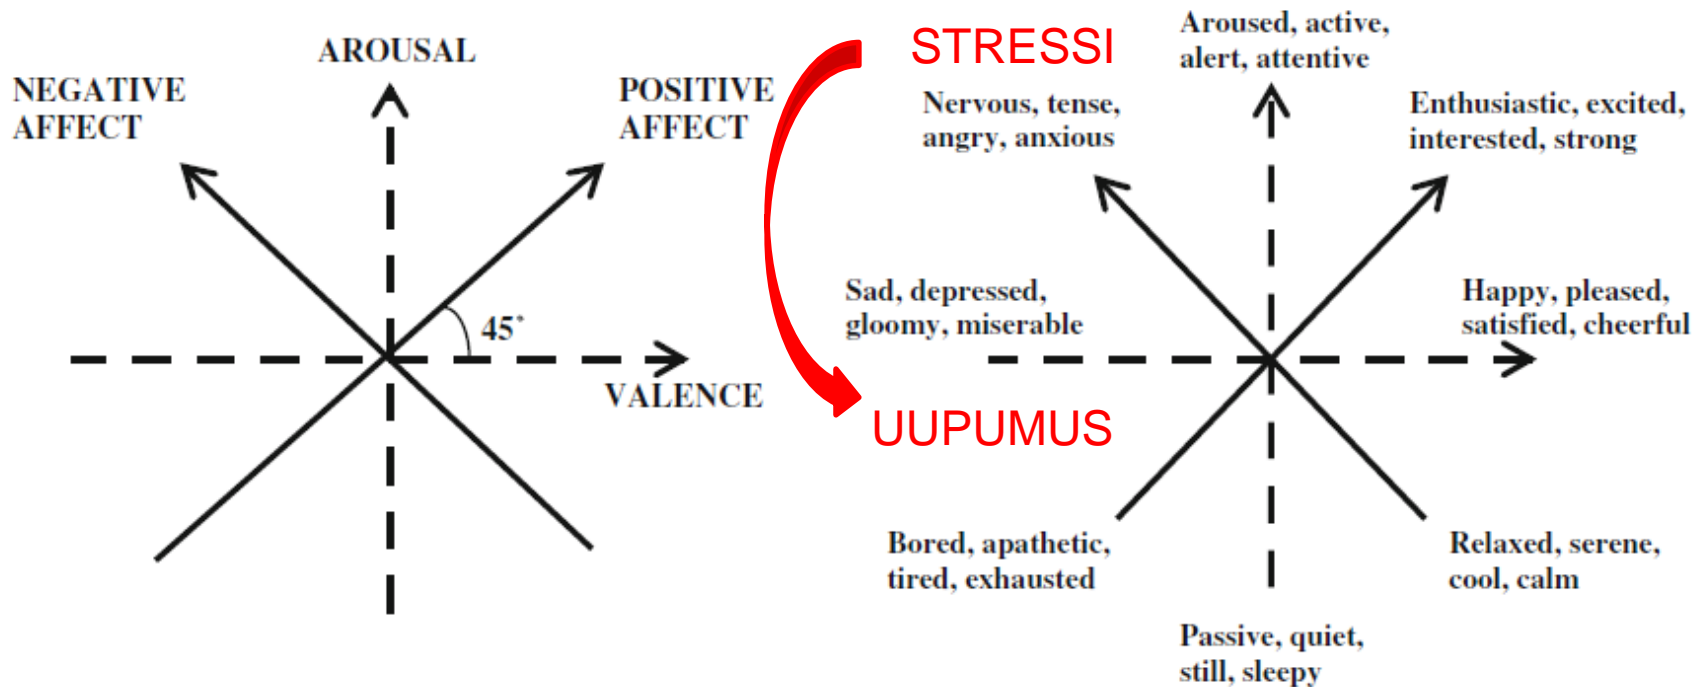 AROUSAL
NEGATIVE
AFFECT
POSITIVE
AFFECT
45°
VALENCE
STRESSI
UUPUMUS
Aroused, active,
alert, attentive
Nervous, tense,
angry, anxious
Enthusiastic, excited,
interested, strong
Sad, depressed,
gloomy, miserable
Happy, pleased,
satisfied, cheerful
Bored, apathetic,
tired, exhausted
Relaxed, serene,
cool, calm
Passive, quiet,
still, sleepy